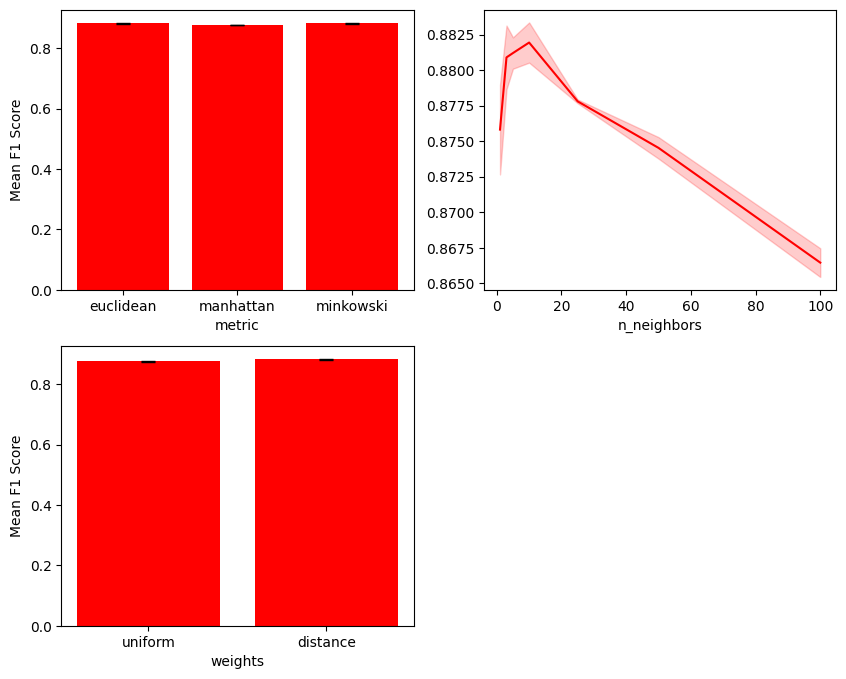 Mean F1 Score
0.8
0.6
0.4
0.2
0.0
euclidean manhattan minkowski
metric
0.8825
0.8800
0.8775
0.8750
0.8725
0.8700
0.8675
0.8650
0 20 40 60 80 100
n_neighbors
Mean F1 Score
0.8
0.6
0.4
0.2
0.0
uniform distance
weights